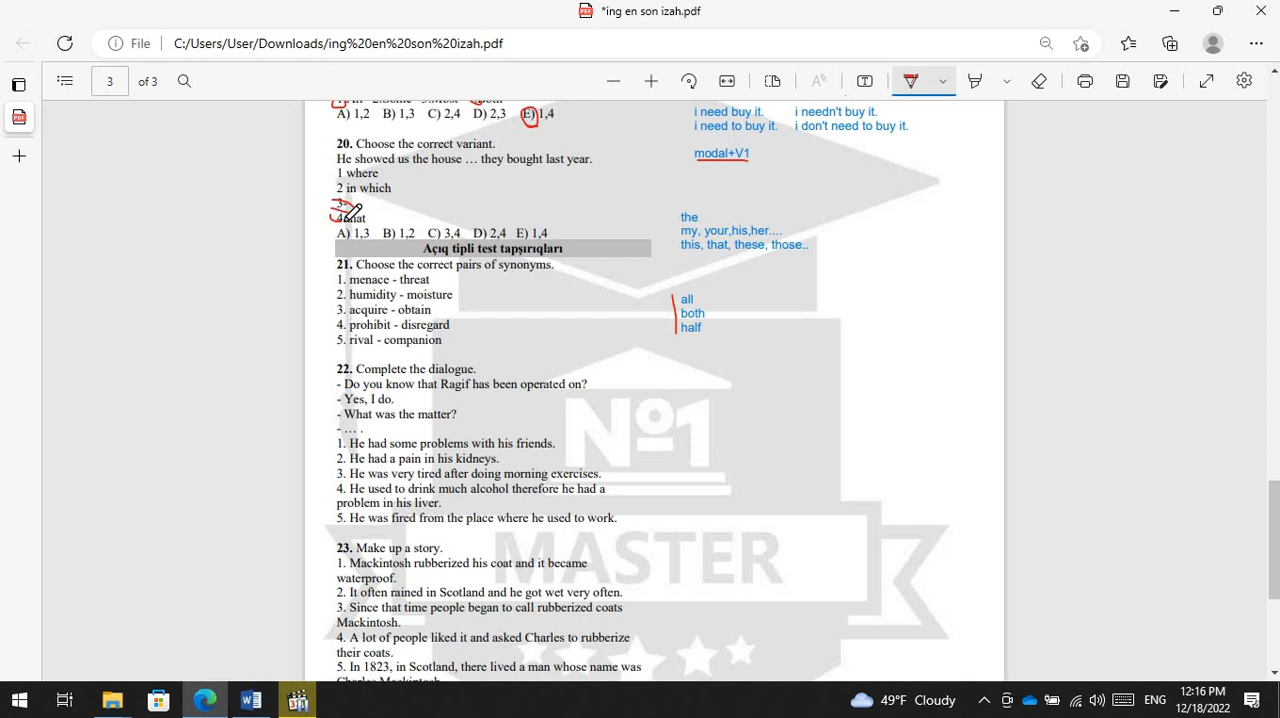 *ing en son izah.pdf
File C:/Users/User/Downloads/ing%20en%20son%20izah.pdf
3 of 3
A) 1,2 B) 1,3 C) 2,4 D) 2,3 E) 1,4
20. Choose the correct variant.
He showed us the house … they bought last year.
1 where
2 in which
3-
A) 1,3 B) 1,2 C) 3,4 D) 2,4 E) 1,4
Açıq tipli test tapşırıqları
21. Choose the correct pairs of synonyms.
1. menace - threat
2. humidity - moisture
3. acquire - obtain
4. prohibit - disregard
5. rival - companion
22. Complete the dialogue.
- Do you know that Ragif has been operated on?
- Yes, I do.
- What was the matter?
- … .
1. He had some problems with his friends.
2. He had a pain in his kidneys.
3. He was very tired after doing morning exercises.
4. He used to drink much alcohol therefore he had a
problem in his liver.
5. He was fired from the place where he used to work.
23. Make up a story.
1. Mackintosh rubberized his coat and it became
waterproof.
2. It often rained in Scotland and he got wet very often.
3. Since that time people began to call rubberized coats
Mackintosh.
4. A lot of people liked it and asked Charles to rubberize
their coats.
5. In 1823, in Scotland, there lived a man whose name was
i need buy it. i needn't buy it.
i need to buy it. i don't need to buy it.
modal+V1
the
my, your,his,her....
this, that, these, those..
all
both
half
№1
MASTER
49°F Cloudy
ENG
12:16 PM
12/18/2022